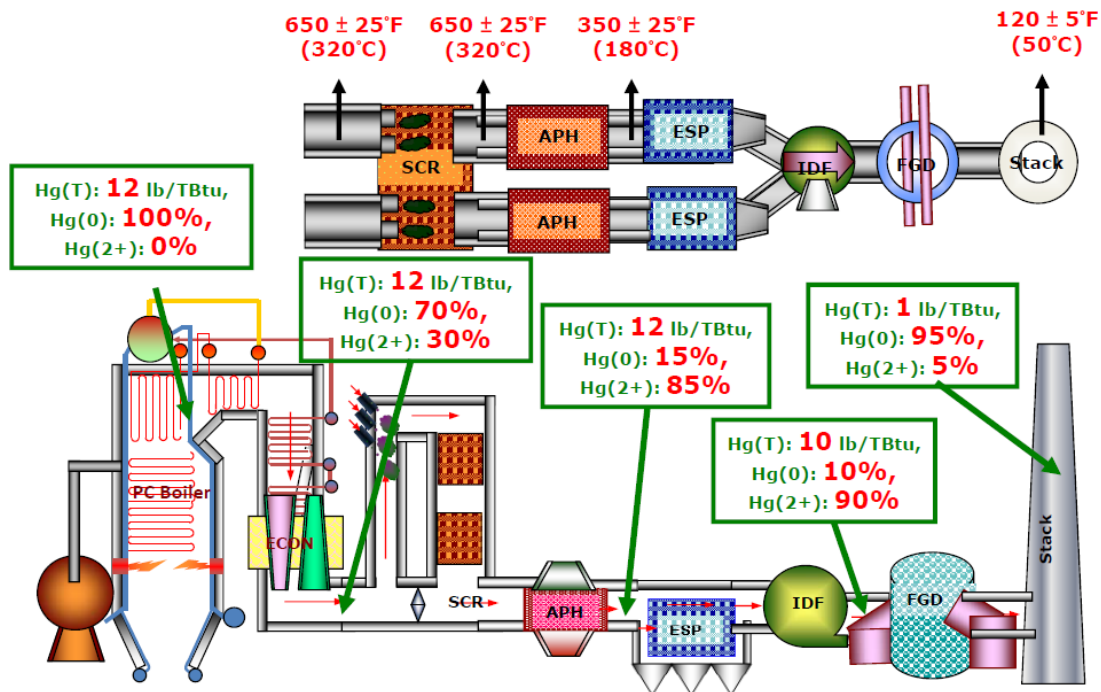 650 ± 25°F
(320°C)
650 ± 25°F
(320°C)
350 ± 25°F
(180°C)
120 ± 5°F
(50°C)
SCR
APH
ESP
APH
ESP
IDF
FGD
Stack
Hg(T): 12 lb/TBtu,
Hg(0): 100%,
Hg(2+): 0%
Hg(T): 12 lb/TBtu,
Hg(0): 70%,
Hg(2+): 30%
Hg(T): 12 lb/TBtu,
Hg(0): 15%,
Hg(2+): 85%
Hg(T): 1 lb/TBtu,
Hg(0): 95%,
Hg(2+): 5%
Hg(T): 10 lb/TBtu,
Hg(0): 10%,
Hg(2+): 90%
PC Boiler
ECON
SCR
APH
ESP
IDF
FGD
Stack